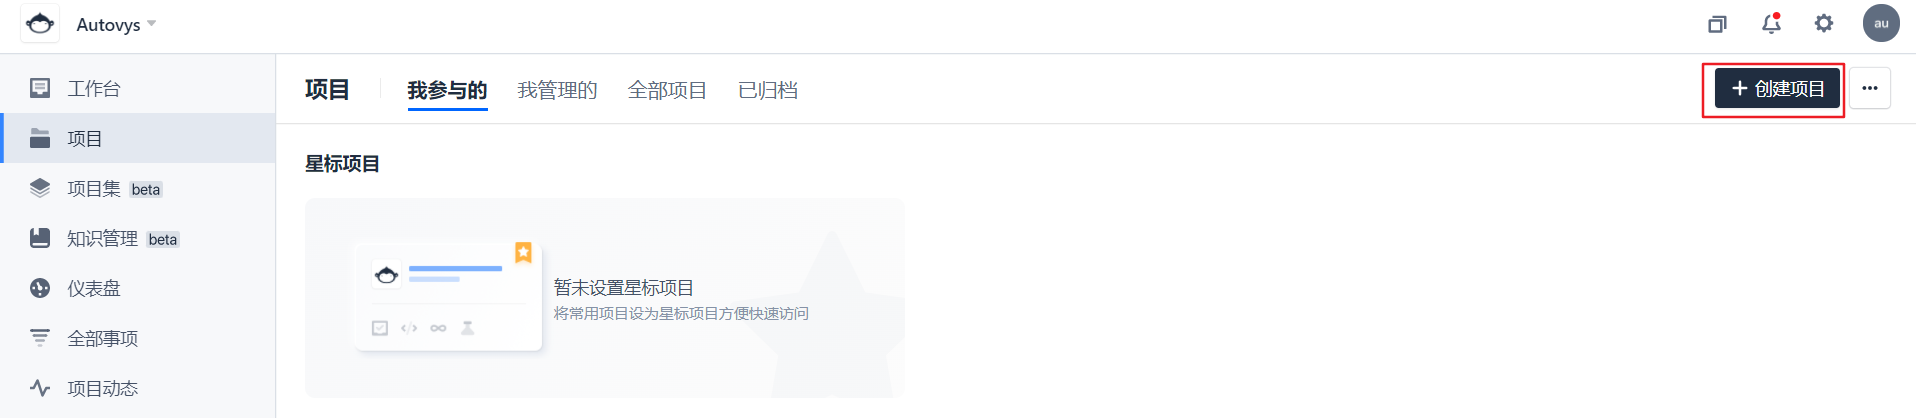 Autovys
au
工作台
项目
项目集 beta
知识管理 beta
仪表盘
全部事项
项目动态
项目 我参与的 我管理的 全部项目 已归档
+ 创建项目 ···
星标项目
暂未设置星标项目
将常用项目设为星标项目方便快速访问